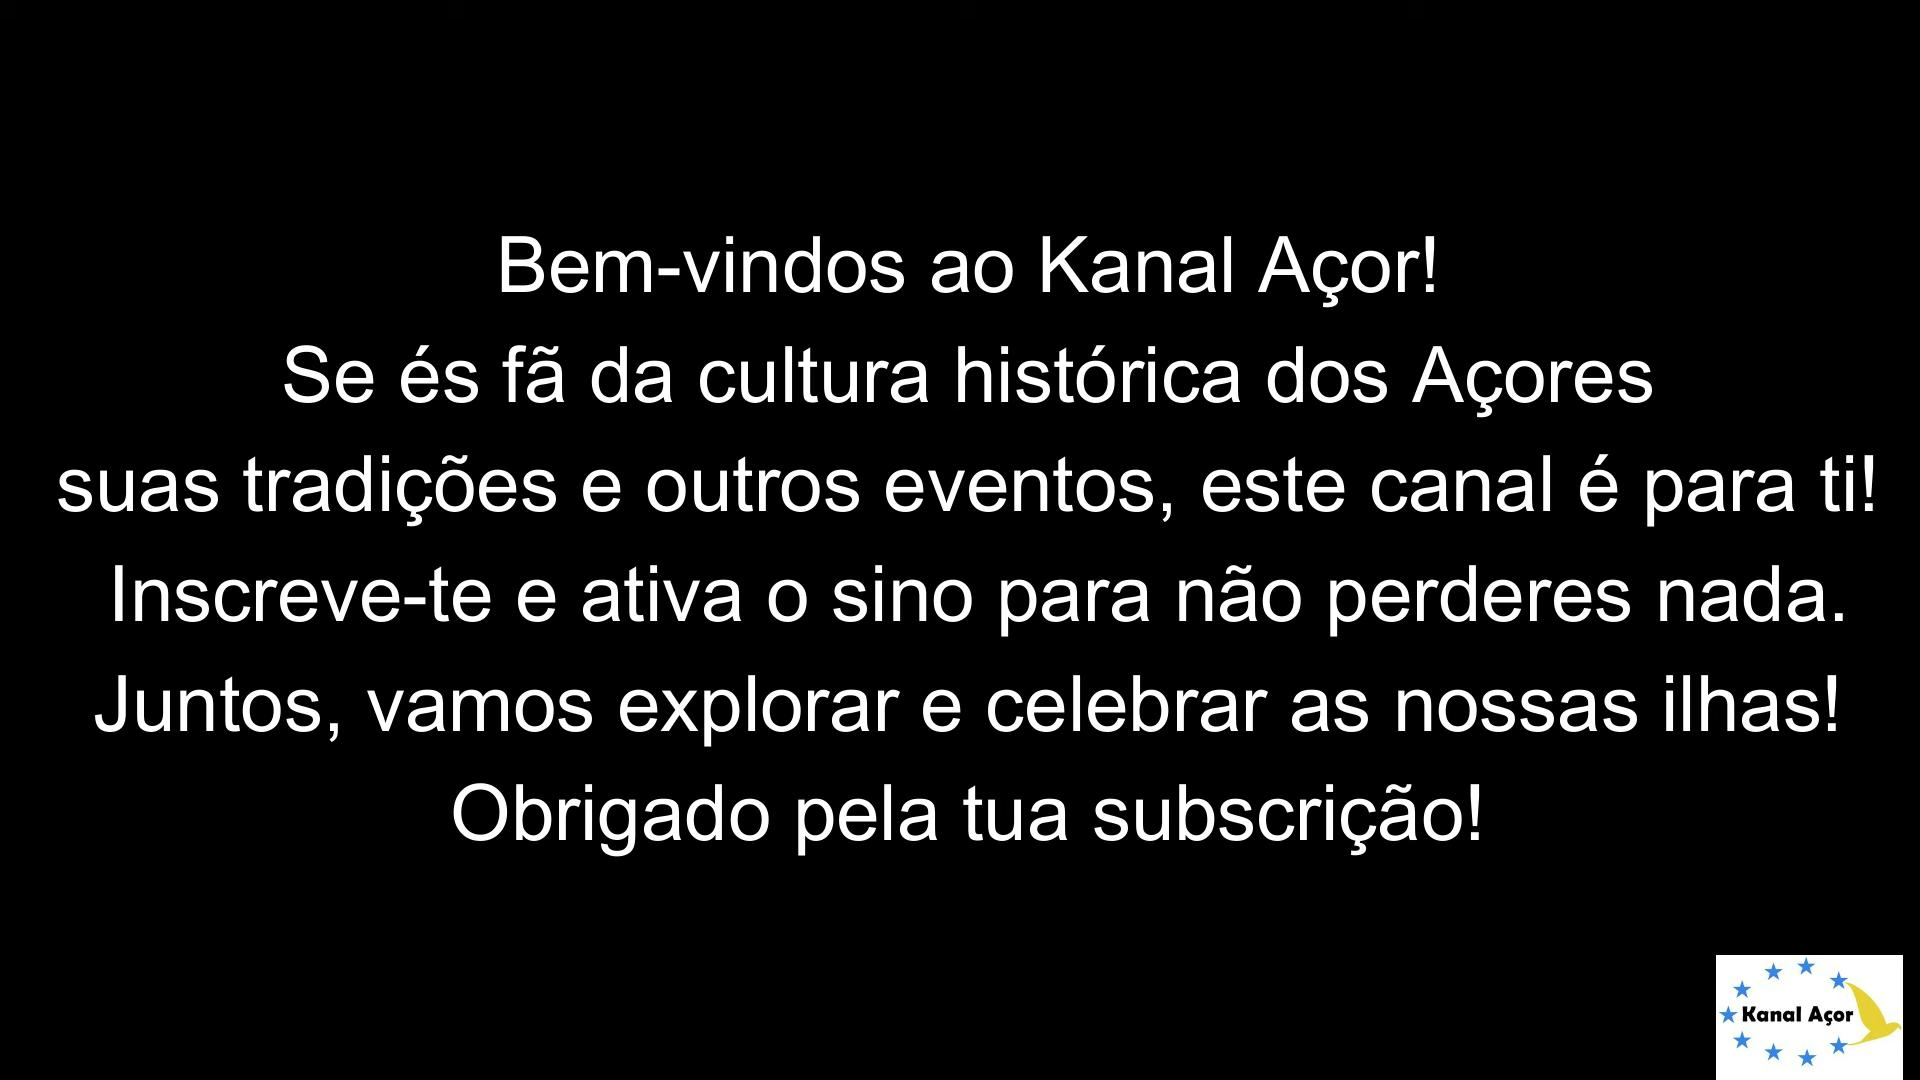 Bem-vindos ao Kanal Açor!
Se és fã da cultura histórica dos Açores
suas tradições e outros eventos, este canal é para ti!
Inscreve-te e ativa o sino para não perderes nada.
Juntos, vamos explorar e celebrar as nossas ilhas!
Obrigado pela tua subscrição!
Kanal Açor